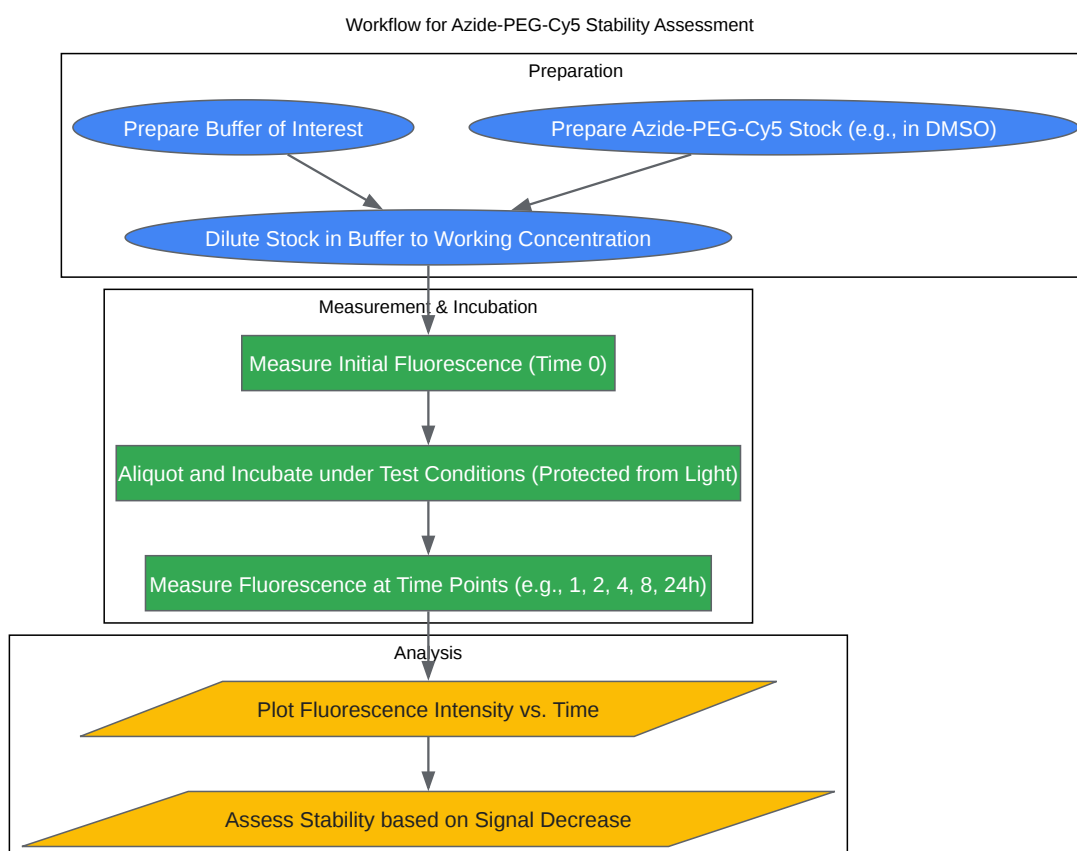 Workflow for Azide-PEG-Cy5 Stability Assessment
Preparation
Prepare Buffer of Interest
Prepare Azide-PEG-Cy5 Stock (e.g., in DMSO)
Dilute Stock in Buffer to Working Concentration
Measurement & Incubation
Measure Initial Fluorescence (Time 0)
Aliquot and Incubate under Test Conditions (Protected from Light)
Measure Fluorescence at Time Points (e.g., 1, 2, 4, 8, 24h)
Analysis
Plot Fluorescence Intensity vs. Time
Assess Stability based on Signal Decrease